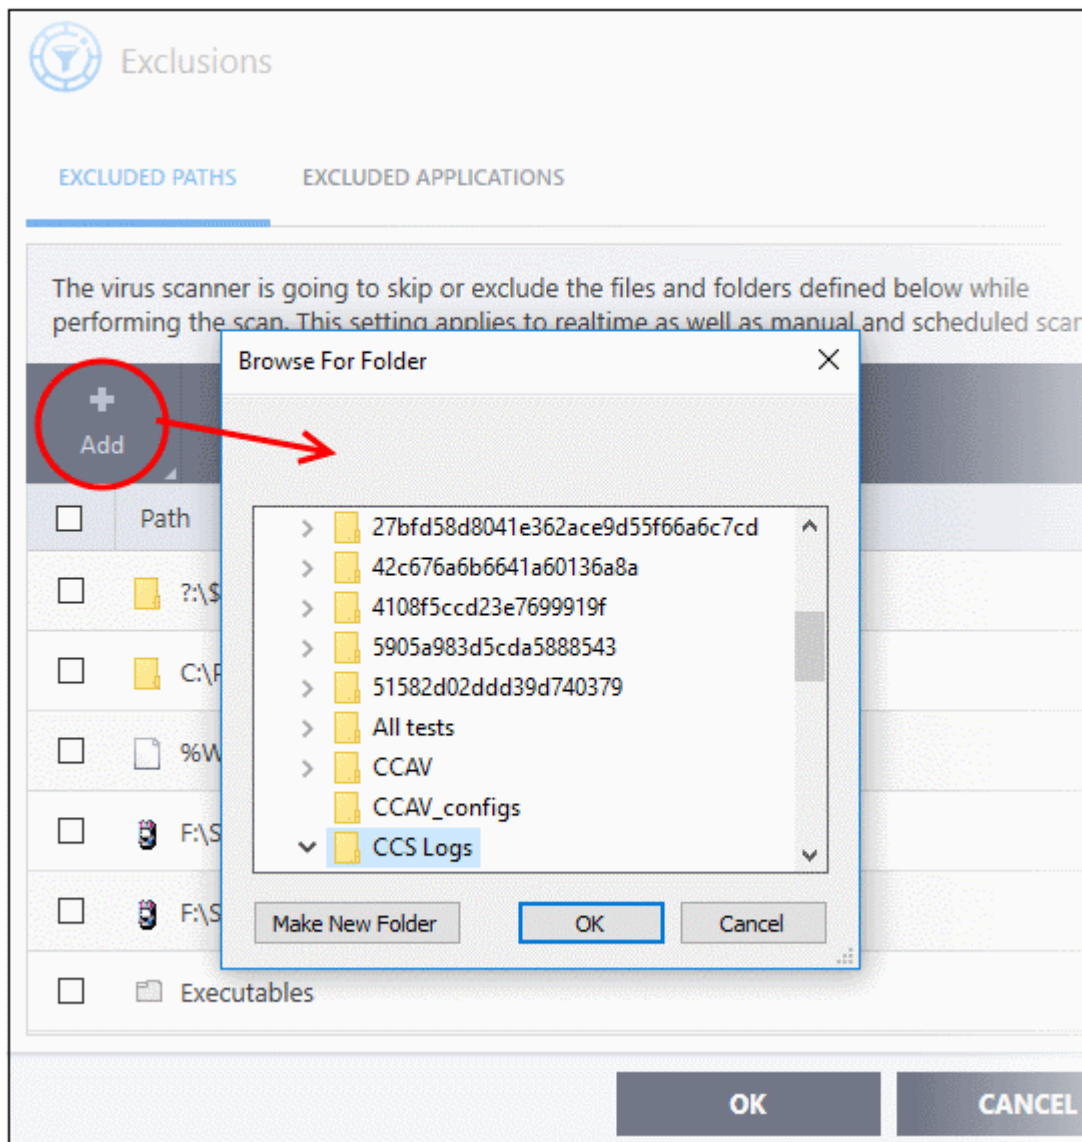 Exclusions
EXCLUDED PATHS EXCLUDED APPLICATIONS
The virus scanner is going to skip or exclude the files and folders defined below while
performing the scan. This setting applies to realtime as well as manual and scheduled scan
Browse For Folder
Add
Path
27bfd58d8041e362ace9d55f66a6c7cd
42c676a6b6641a60136a8a
4108f5ccd23e7699919f
5905a983d5cda5888543
51582d02ddd39d740379
All tests
CCAV
CCAV_configs
CCS Logs
?:\$
C:\P
%W
F:\S
F:\S
Make New Folder OK Cancel
Executables
OK CANCEL